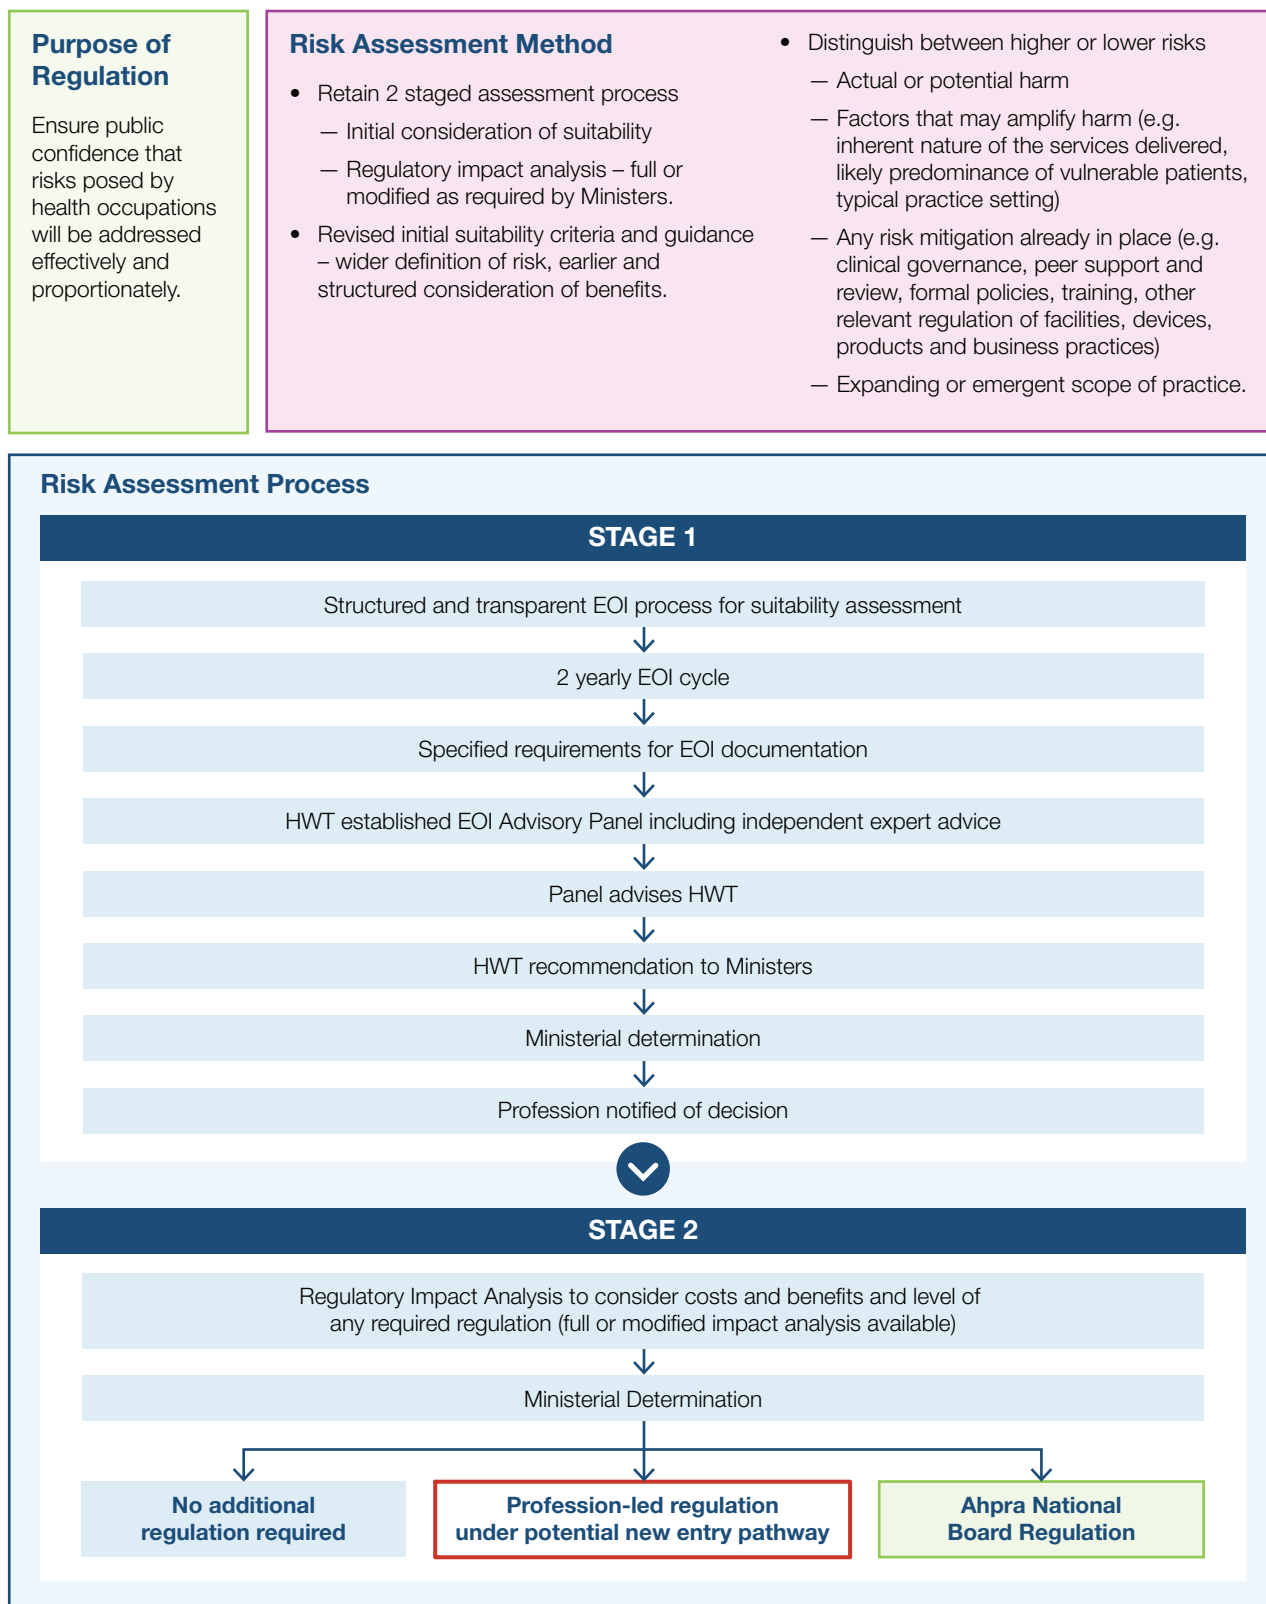 Purpose of
Regulation
Ensure public
confidence that
risks posed by
health occupations
will be addressed
effectively and
proportionately.
Risk Assessment Method
• Retain 2 staged assessment process
— Initial consideration of suitability
— Regulatory impact analysis – full or
modified as required by Ministers.
• Revised initial suitability criteria and guidance
– wider definition of risk, earlier and
structured consideration of benefits.
• Distinguish between higher or lower risks
— Actual or potential harm
— Factors that may amplify harm (e.g.
inherent nature of the services delivered,
likely predominance of vulnerable patients,
typical practice setting)
— Any risk mitigation already in place (e.g.
clinical governance, peer support and
review, formal policies, training, other
relevant regulation of facilities, devices,
products and business practices)
— Expanding or emergent scope of practice.
Risk Assessment Process
STAGE 1
Structured and transparent EOI process for suitability assessment
2 yearly EOI cycle
Specified requirements for EOI documentation
HWT established EOI Advisory Panel including independent expert advice
Panel advises HWT
HWT recommendation to Ministers
Ministerial determination
Profession notified of decision
STAGE 2
Regulatory Impact Analysis to consider costs and benefits and level of
any required regulation (full or modified impact analysis available)
Ministerial Determination
No additional
regulation required
Profession-led regulation
under potential new entry pathway
Ahpra National
Board Regulation